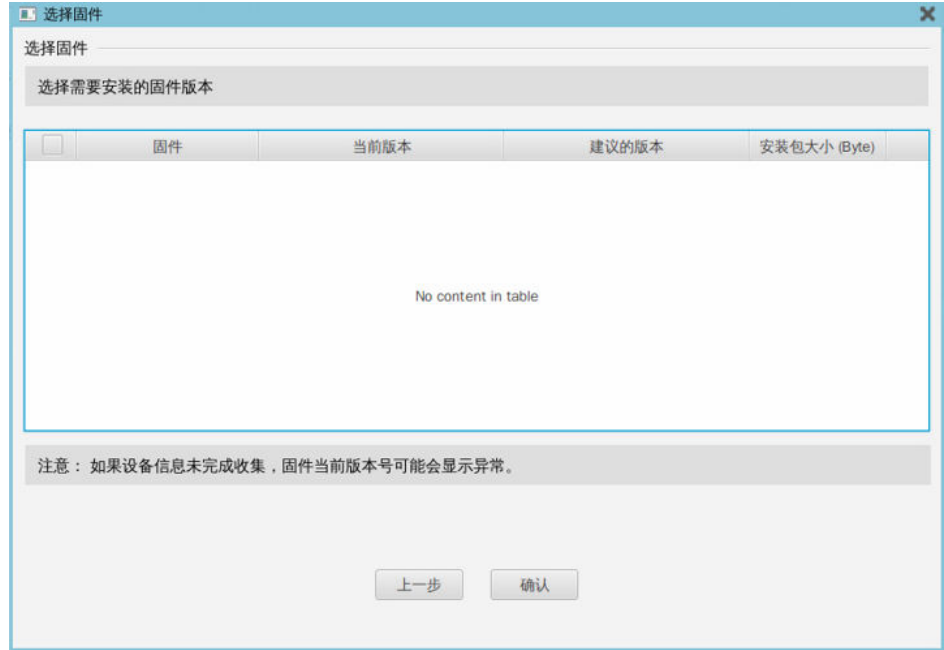 选择固件
选择固件
选择需要安装的固件版本
固件 当前版本 建议的版本 安装包大小 (Byte)
No content in table
注意： 如果设备信息未完成收集，固件当前版本号可能会显示异常。
上一步 确认